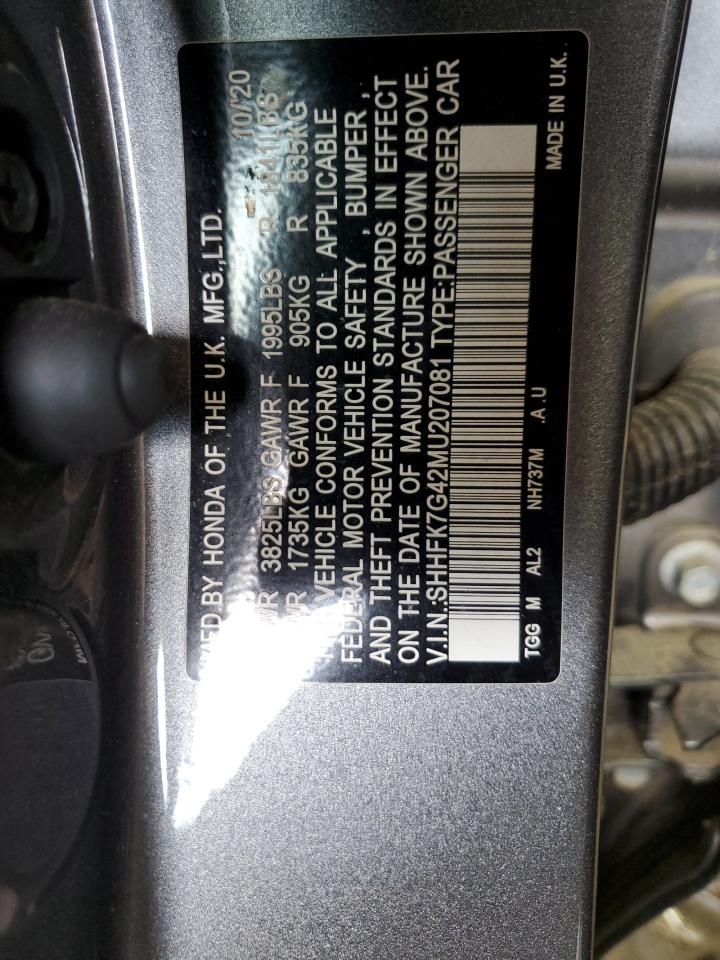 MFD.BY HONDA OF THE U.K. MFG.,LTD. 10/'20
3825LBS GAWR F 1995LBS R 1841LBS
1735KG GAWR F 905KG R 835KG
VEHICLE CONFORMS TO ALL APPLICABLE
FEDERAL MOTOR VEHICLE SAFETY , BUMPER ,
AND THEFT PREVENTION STANDARDS IN EFFECT
ON THE DATE OF MANUFACTURE SHOWN ABOVE.
V.I.N.:SHHFK7G42MU207081 TYPE:PASSENGER CAR
TGG M AL2 NH737M .A .U MADE IN U.K.